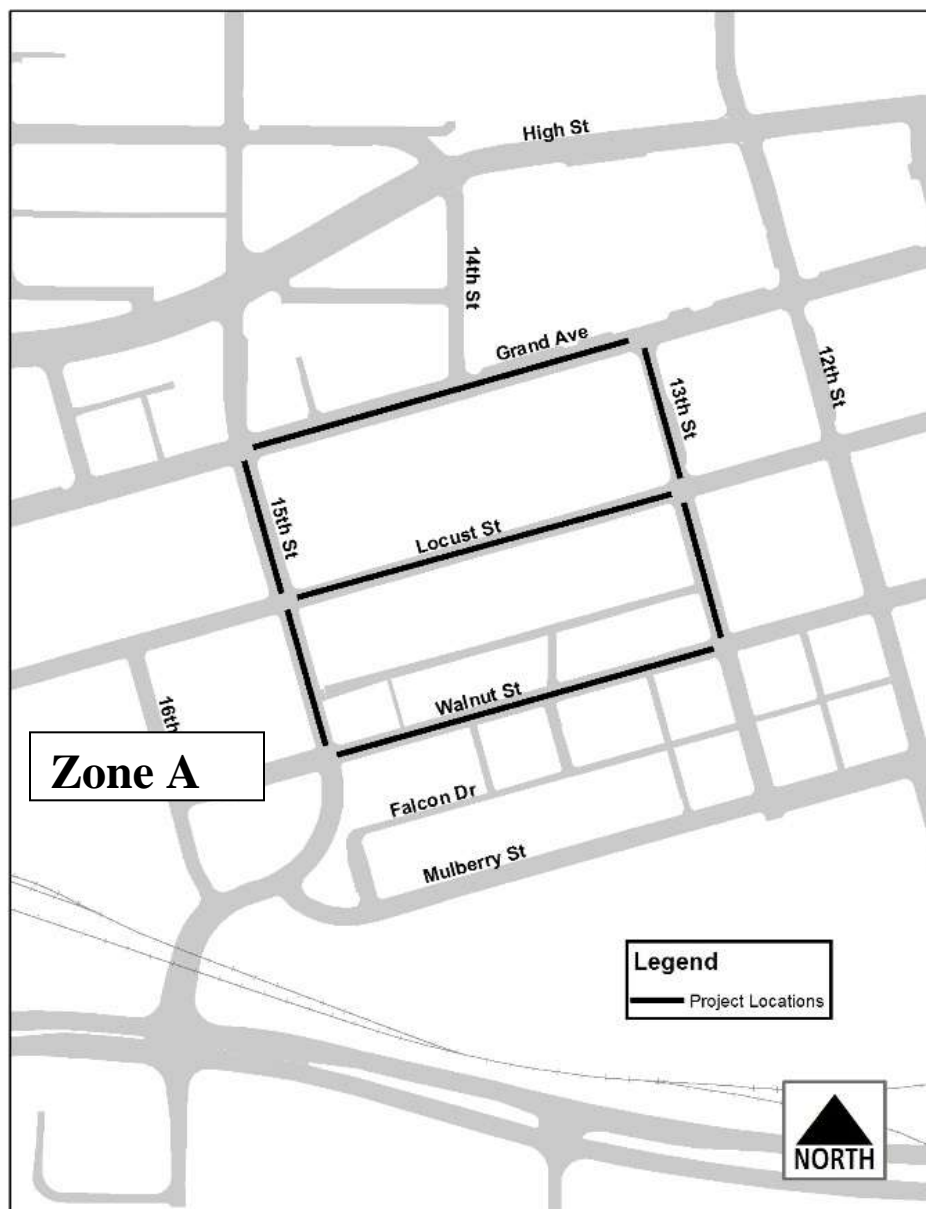 High St
14th St
Grand Ave
13th St
12th St
15th St
Locust St
16th
Walnut St
Zone A
Falcon Dr
Mulberry St
Legend
Project Locations
NORTH